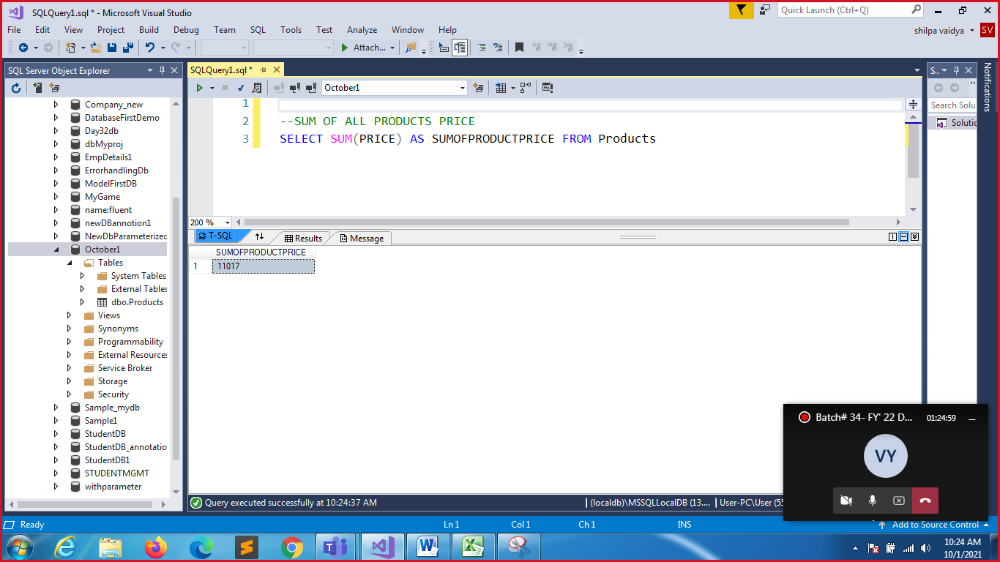 SQLQuery1.sql * - Microsoft Visual Studio
Quick Launch (Ctrl+Q)
File Edit View Project Build Debug Team SQL Tools Test Analyze Window Help
shilpa vaidya SV
Attach...
SQL Server Object Explorer
SQLQuery1.sql *
S..
Notifications
October1
Search Solu
Solutic
Company_new
DatabaseFirstDemo
Day32db
dbMyproj
EmpDetails1
ErrorhandlingDb
ModelFirstDB
MyGame
name:fluent
newDBannotion1
NewDbParameterized
October1
Tables
System Tables
External Tables
dbo.Products
Views
Synonyms
Programmability
External Resources
Service Broker
Storage
Security
Sample_mydb
Sample1
StudentDB
StudentDB_annotatio
StudentDB1
STUDENTMGMT
withparameter
1
2 --SUM OF ALL PRODUCTS PRICE
3 SELECT SUM(PRICE) AS SUMOFPRODUCTPRICE FROM Products
200 %
T-SQL Results Message
SUMOFPRODUCTPRICE
1 11017
Batch# 34- FY' 22 D... 01:24:59
VY
Query executed successfully at 10:24:37 AM
(localdb)\MSSQLLocalDB (13.... User-PC\User (55
Ready Ln 1 Col 1 Ch 1 INS Add to Source Control
10:24 AM
10/1/2021